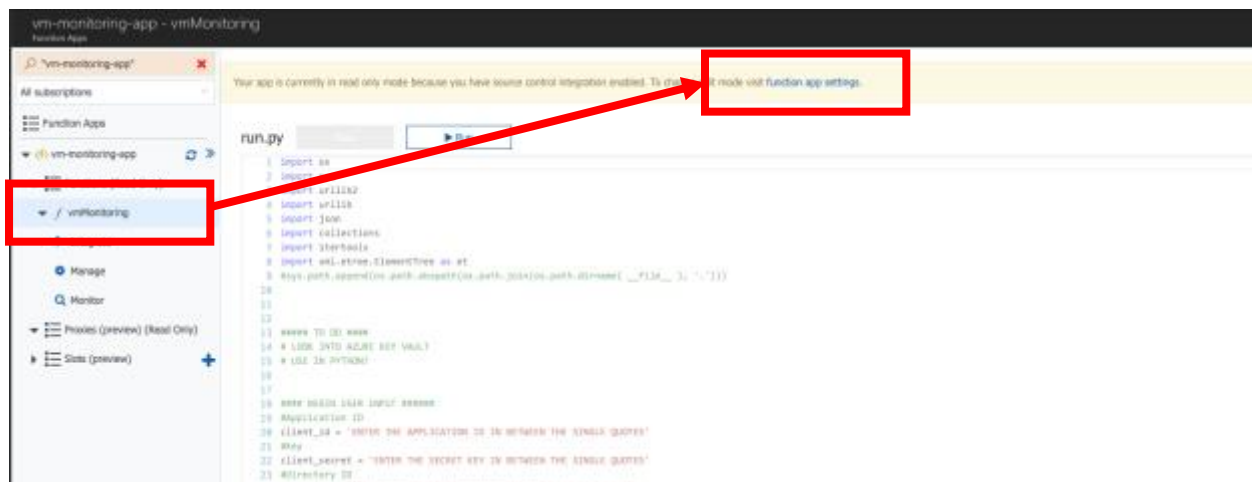 vm-monitoring-app - vmMonitoring
Function Apps
"vm-monitoring-app"
All subscriptions
Function Apps
vm-monitoring-app
vmMonitoring
Manage
Monitor
Proxies (preview) (Read Only)
Slots (preview)
Your app is currently in read only mode because you have source control integration enabled. To mode visit function app settings.
run.py
1 import os
2 import
3 import urllib2
4 import urllib
5 import json
6 import collections
7 import itertools
8 import xml.etree.ElementTree as et
9 #sys.path.append(os.path.abspath(os.path.join(os.path.dirname( __file__ ), '.')))
10
11
12
13 ##### TO DO ####
14 # LOOK INTO AZURE KEY VAULT
15 # USE IN PYTHON?
16
17
18 #### BEGIN USER INPUT ######
19 #Application ID
20 client_id = 'ENTER THE APPLICATION ID IN BETWEEN THE SINGLE QUOTES'
21 #Key
22 client_secret = 'ENTER THE SECRET KEY IN BETWEEN THE SINGLE QUOTES'
23 #Directory ID